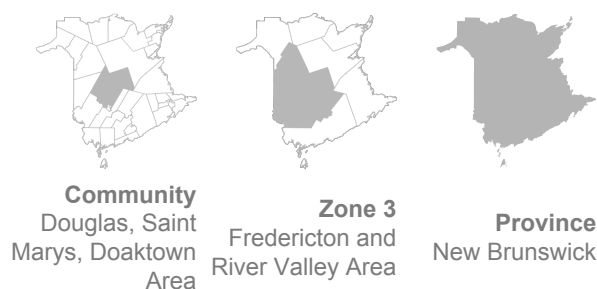 Community
Douglas, Saint
Marys, Doaktown
Area
Zone 3
Fredericton and
River Valley Area
Province
New Brunswick